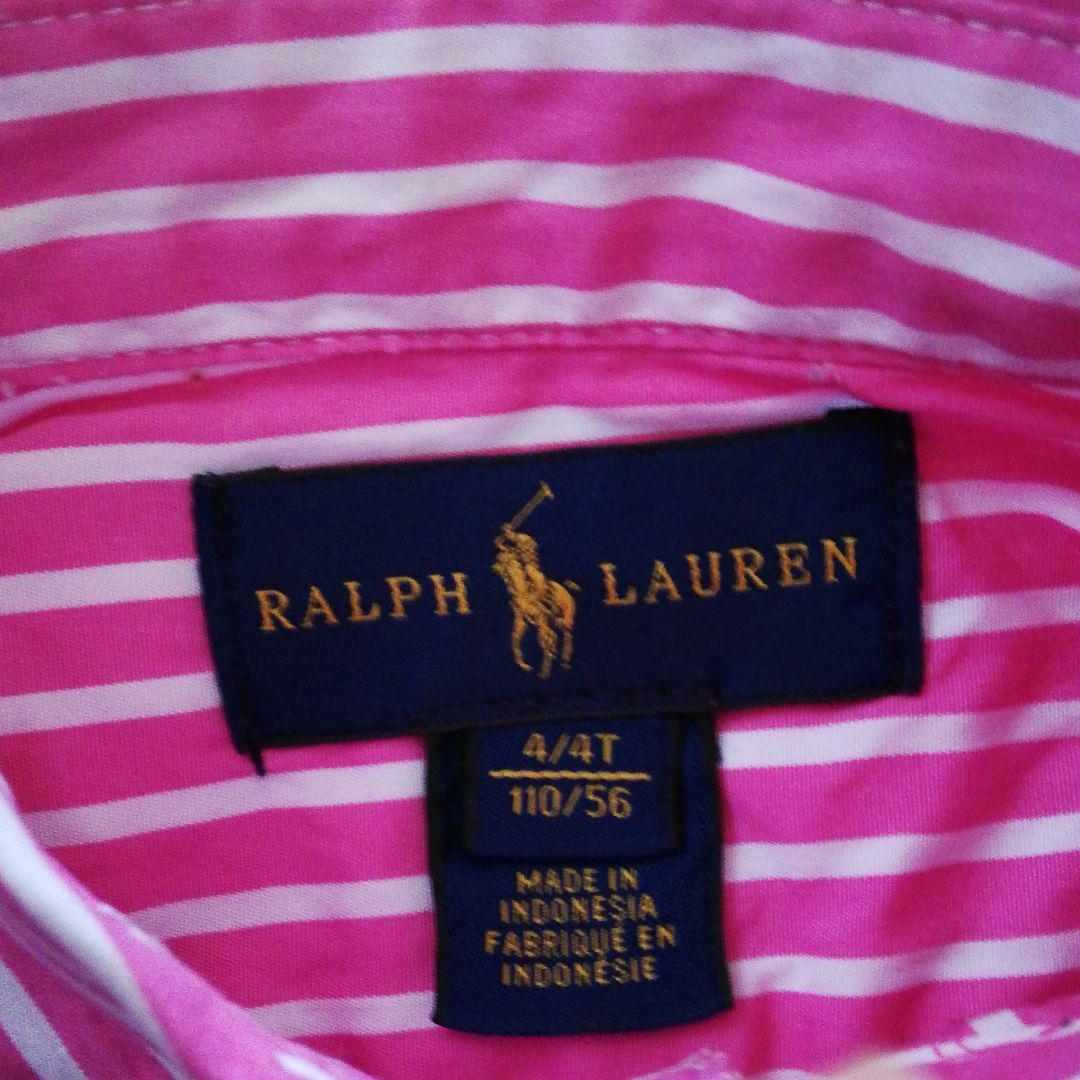 RALPH LAUREN
4/4T
110/56
MADE IN
INDONESIA
FABRIQUÉ EN
INDONÉSIE